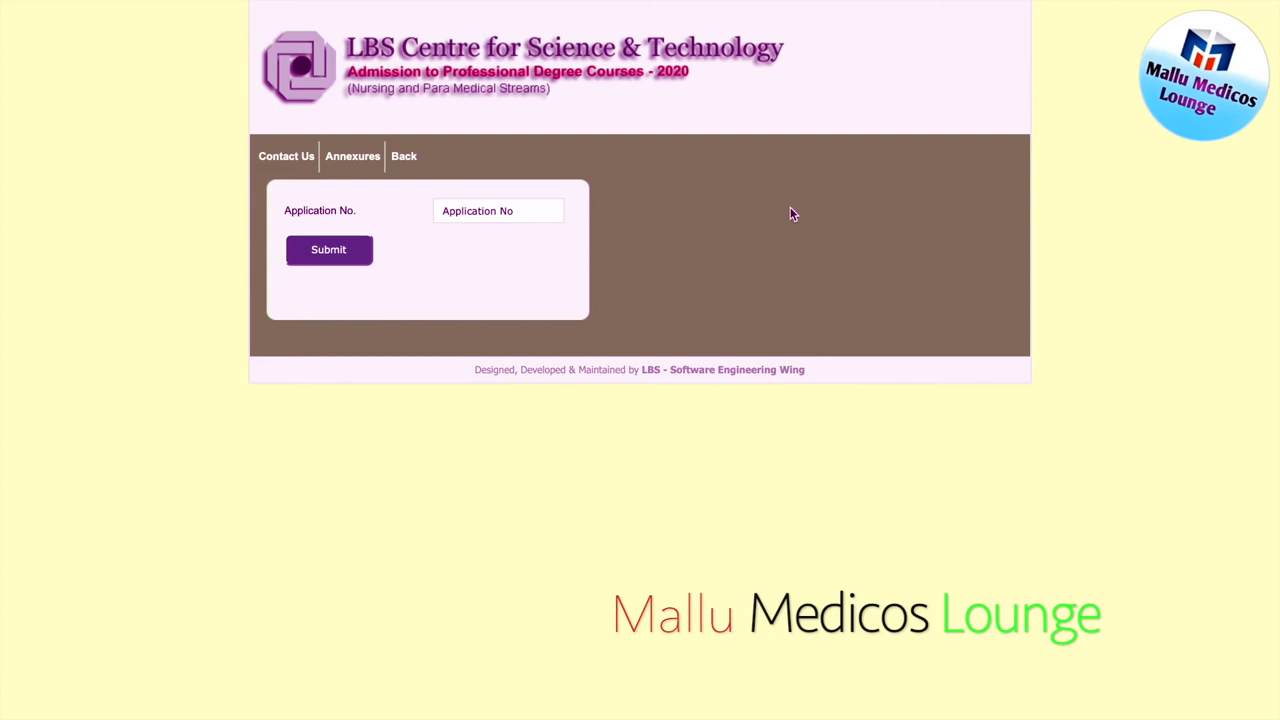 LBS Centre for Science & Technology
Admission to Professional Degree Courses - 2020
(Nursing and Para Medical Streams)
Mallu Medicos
Lounge
Contact Us
Annexures
Back
Application No.
Application No
Submit
Designed, Developed & Maintained by LBS - Software Engineering Wing
Mallu Medicos Lounge